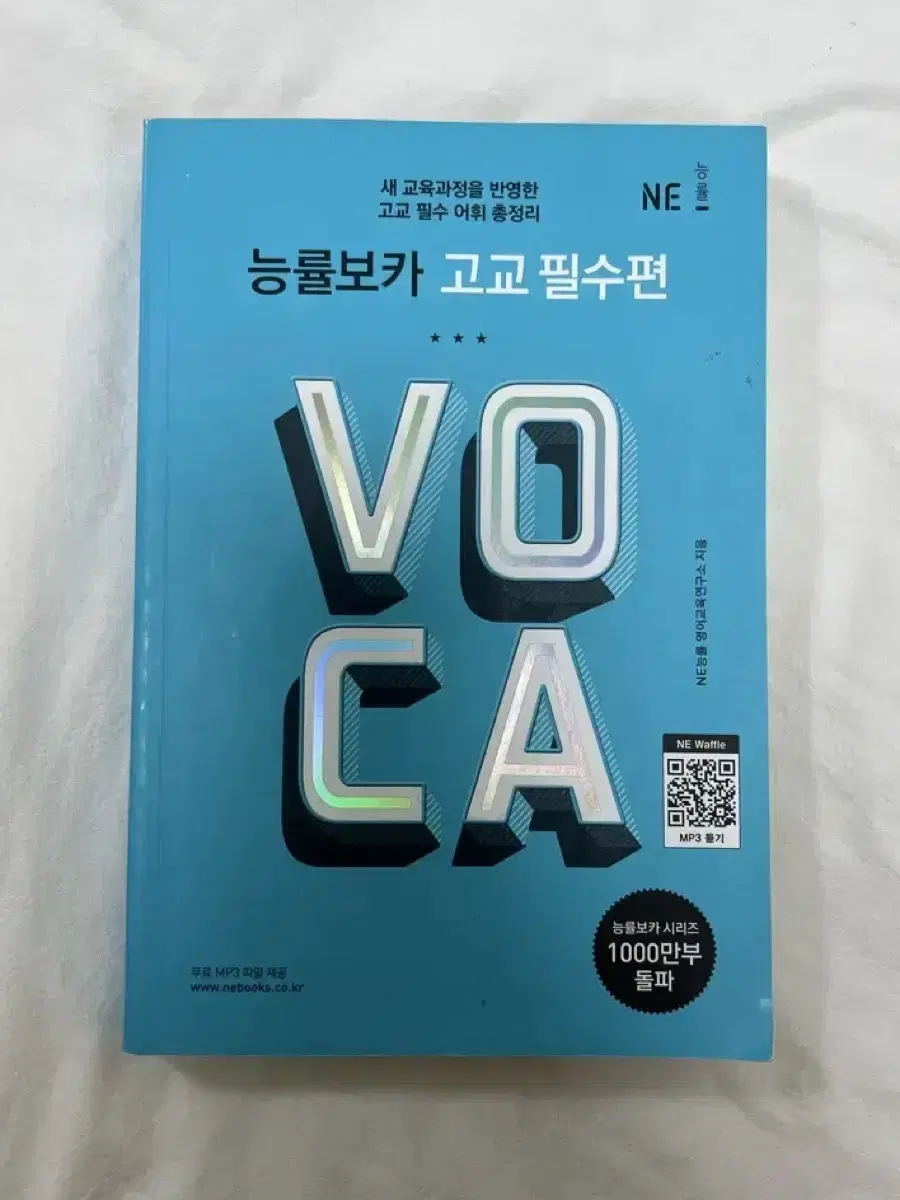 새 교육과정을 반영한
고교 필수 어휘 총정리
NE 능률
능률보카 고교 필수편
VO
CA
NE능률 영어교육연구소 지음
NE Waffle
MP3 듣기
능률보카 시리즈
1000만부
돌파
무료 MP3 파일 제공
www.nebooks.co.kr